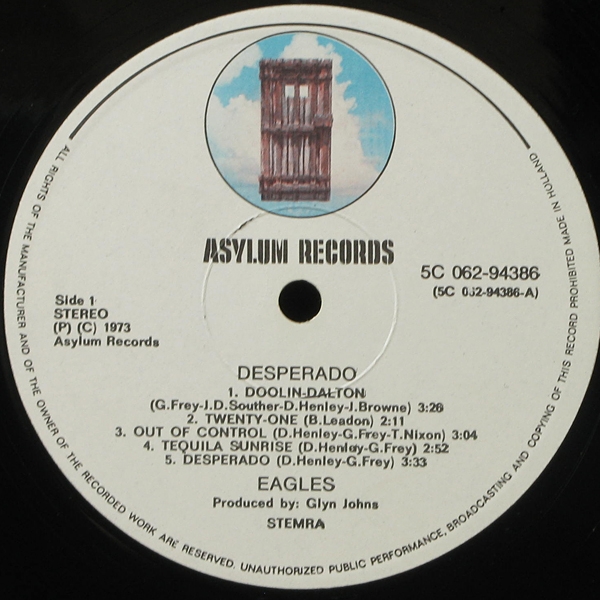 ASYLUM RECORDS
5C 062-94386
(5C 062-94386-A)
Side 1
STEREO
(P) (C) 1973
Asylum Records
DESPERADO
1. DOOLIN-DALTON
(G.Frey-J.D.Souther-D.Henley-J.Browne) 3:26
2. TWENTY-ONE (B.Leadon) 2:11
3. OUT OF CONTROL (D.Henley-G.Frey-T.Nixon) 3:04
4. TEQUILA SUNRISE (D.Henley-G.Frey) 2:52
5. DESPERADO (D.Henley-G.Frey) 3:33
EAGLES
Produced by: Glyn Johns
STEMRA
ALL RIGHTS OF THE MANUFACTURER AND OF THE OWNER OF THE RECORDED WORK ARE RESERVED. UNAUTHORIZED PUBLIC PERFORMANCE, BROADCASTING AND COPYING OF THIS RECORD PROHIBITED MADE IN HOLLAND